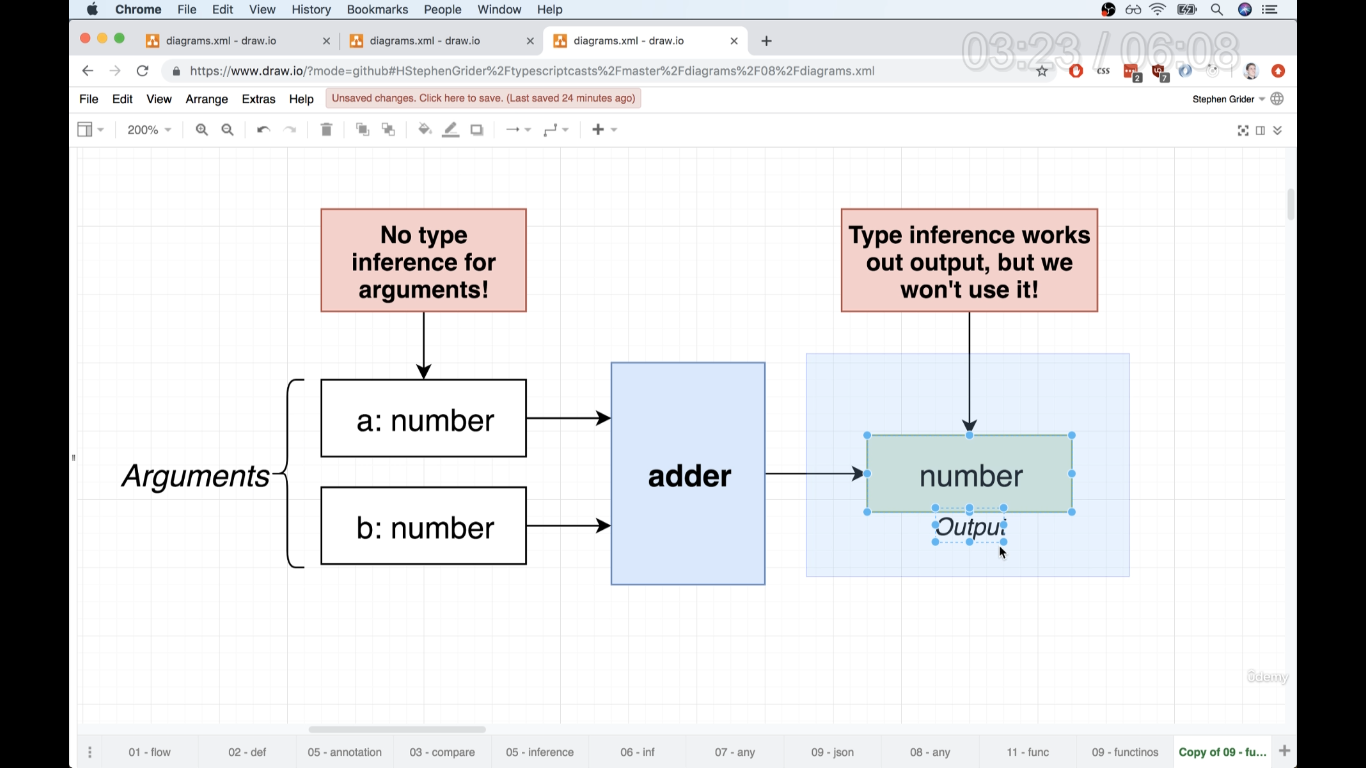 Chrome File Edit View History Bookmarks People Window Help
diagrams.xml - draw.io diagrams.xml - draw.io diagrams.xml - draw.io
03:23 / 06:08
https://www.draw.io/?mode=github#HStephenGrider%2Ftypescriptcasts%2Fmaster%2Fdiagrams%2F08%2Fdiagrams.xml
CSS 2 7
File Edit View Arrange Extras Help Unsaved changes. Click here to save. (Last saved 24 minutes ago) Stephen Grider
200%
No type
inference for
arguments!
Type inference works
out output, but we
won't use it!
a: number
Arguments
b: number
adder
number
Output
ûdemy
01 - flow 02 - def 05 - annotation 03 - compare 05 - inference 06 - inf 07 - any 09 - json 08 - any 11 - func 09 - functinos Copy of 09 - fu...